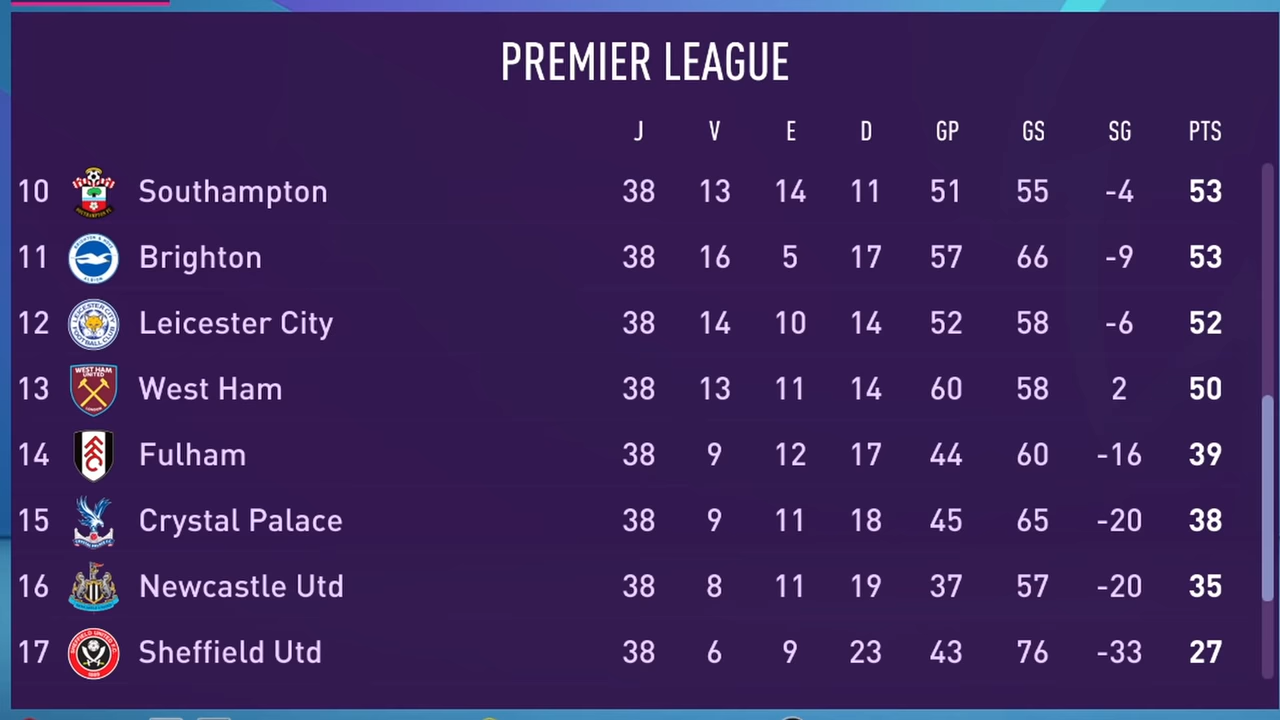 PREMIER LEAGUE
J V E D GP GS SG PTS
10 Southampton 38 13 14 11 51 55 -4 53
11 Brighton 38 16 5 17 57 66 -9 53
12 Leicester City 38 14 10 14 52 58 -6 52
13 West Ham 38 13 11 14 60 58 2 50
14 Fulham 38 9 12 17 44 60 -16 39
15 Crystal Palace 38 9 11 18 45 65 -20 38
16 Newcastle Utd 38 8 11 19 37 57 -20 35
17 Sheffield Utd 38 6 9 23 43 76 -33 27